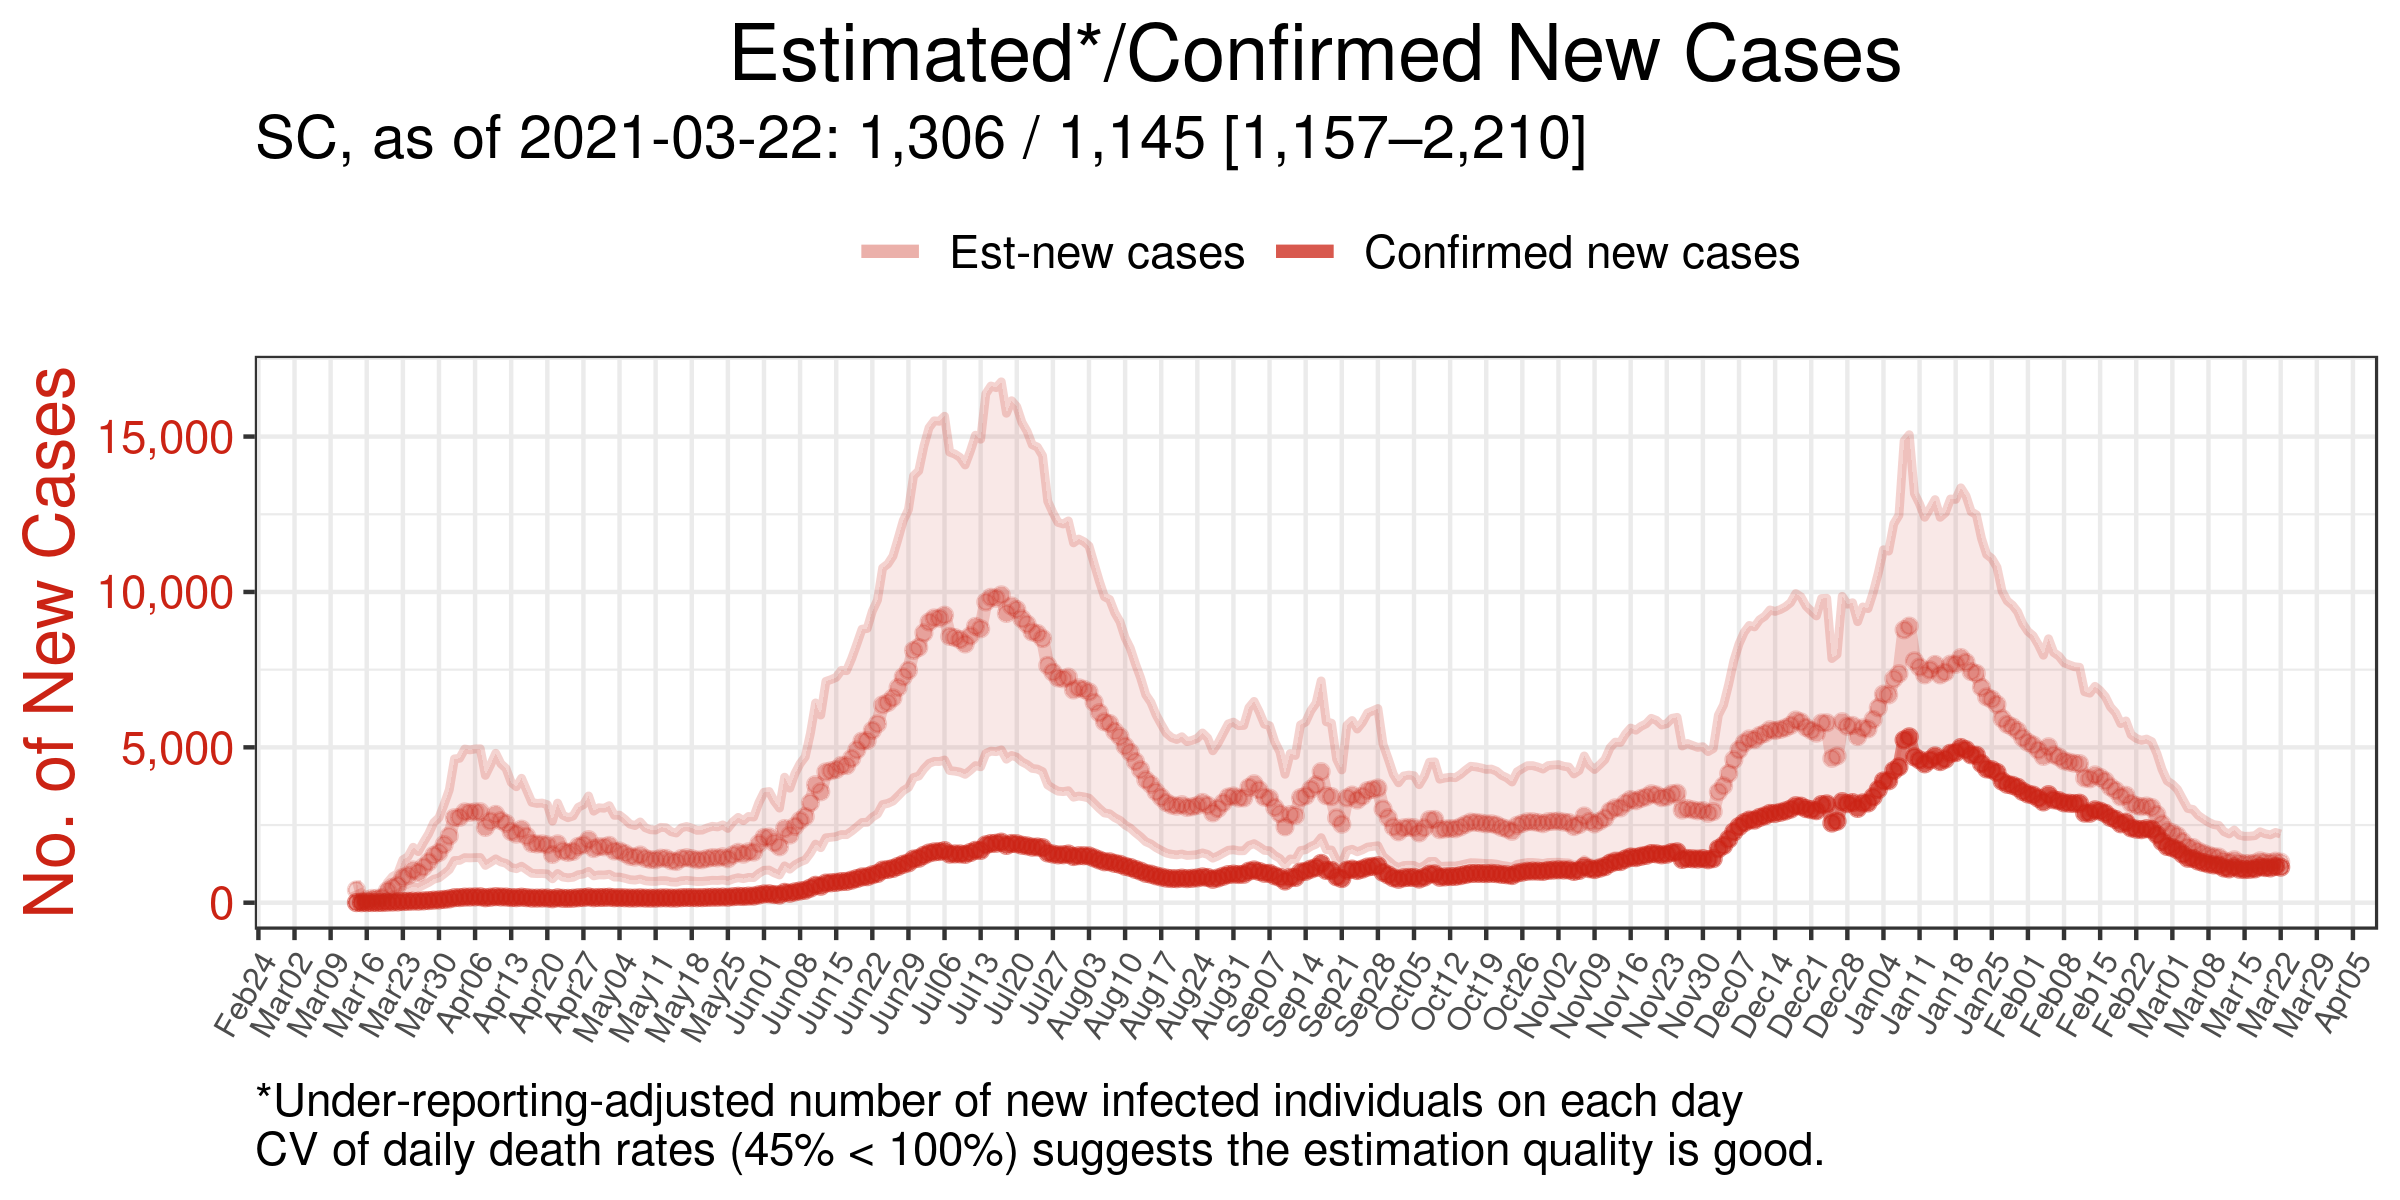 Estimated*/Confirmed New Cases
SC, as of 2021-03-22: 1,306 / 1,145 [1,157–2,210]
Est-new cases Confirmed new cases
No. of New Cases
15,000
10,000
5,000
0
Feb24 Mar02 Mar09 Mar16 Mar23 Mar30 Apr06 Apr13 Apr20 Apr27 May04 May11 May18 May25 Jun01 Jun08 Jun15 Jun22 Jun29 Jul06 Jul13 Jul20 Jul27 Aug03 Aug10 Aug17 Aug24 Aug31 Sep07 Sep14 Sep21 Sep28 Oct05 Oct12 Oct19 Oct26 Nov02 Nov09 Nov16 Nov23 Nov30 Dec07 Dec14 Dec21 Dec28 Jan04 Jan11 Jan18 Jan25 Feb01 Feb08 Feb15 Feb22 Mar01 Mar08 Mar15 Mar22 Mar29 Apr05
*Under-reporting-adjusted number of new infected individuals on each day
CV of daily death rates (45% < 100%) suggests the estimation quality is good.